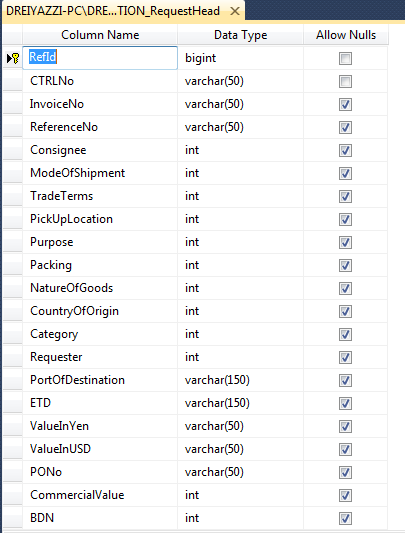 DREIYAZZI-PC\DRE...TION_RequestHead
Column Name Data Type Allow Nulls
RefId bigint
CTRLNo varchar(50)
InvoiceNo varchar(50)
ReferenceNo varchar(50)
Consignee int
ModeOfShipment int
TradeTerms int
PickUpLocation int
Purpose int
Packing int
NatureOfGoods int
CountryOfOrigin int
Category int
Requester int
PortOfDestination varchar(150)
ETD varchar(150)
ValueInYen varchar(50)
ValueInUSD varchar(50)
PONo varchar(50)
CommercialValue int
BDN int